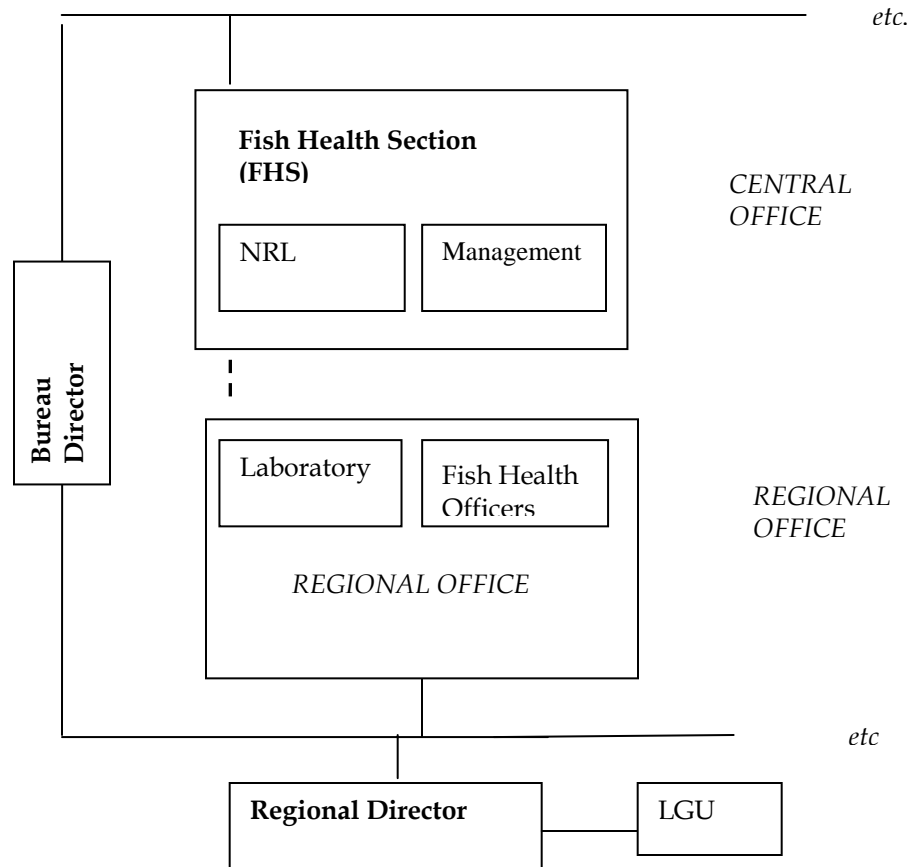 etc.
Fish Health Section
(FHS)
CENTRAL
OFFICE
NRL
Management
Bureau
Director
Laboratory
Fish Health
Officers
REGIONAL
OFFICE
REGIONAL OFFICE
etc
Regional Director
LGU